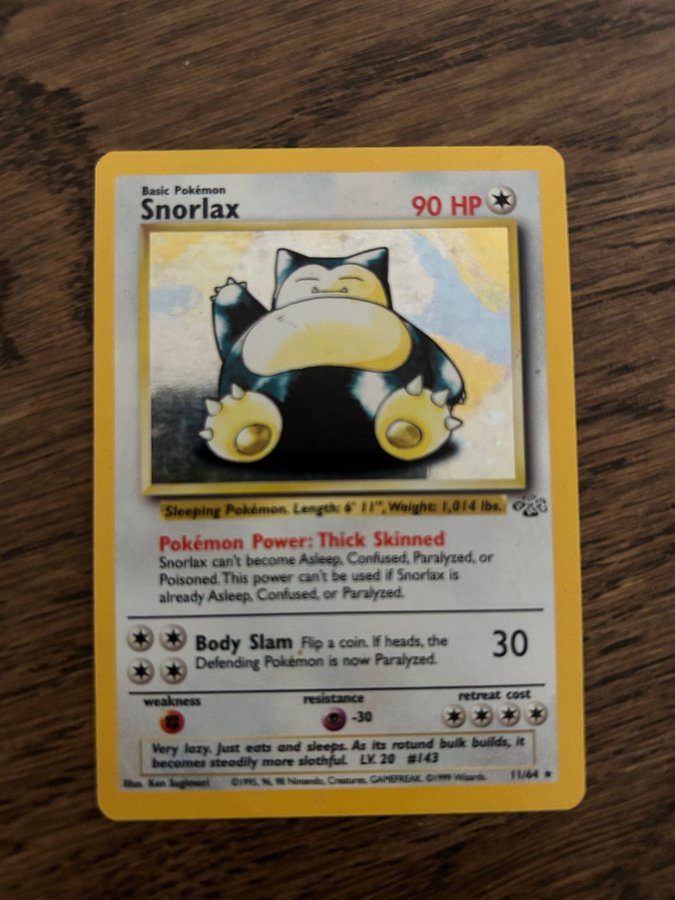 Basic Pokémon
Snorlax
90 HP
Sleeping Pokémon. Length: 6' 11", Weight: 1,014 lbs.
Pokémon Power: Thick Skinned
Snorlax can't become Asleep, Confused, Paralyzed, or
Poisoned. This power can't be used if Snorlax is
already Asleep, Confused, or Paralyzed.
Body Slam Flip a coin. If heads, the
Defending Pokémon is now Paralyzed.
30
weakness
resistance
retreat cost
-30
Very lazy. Just eats and sleeps. As its rotund bulk builds, it
becomes steadily more slothful. LV. 20 #143
Illus. Ken Sugimori
©1995, 96, 98 Nintendo, Creatures, GAMEFREAK. ©1999 Wizards.
11/64 ★